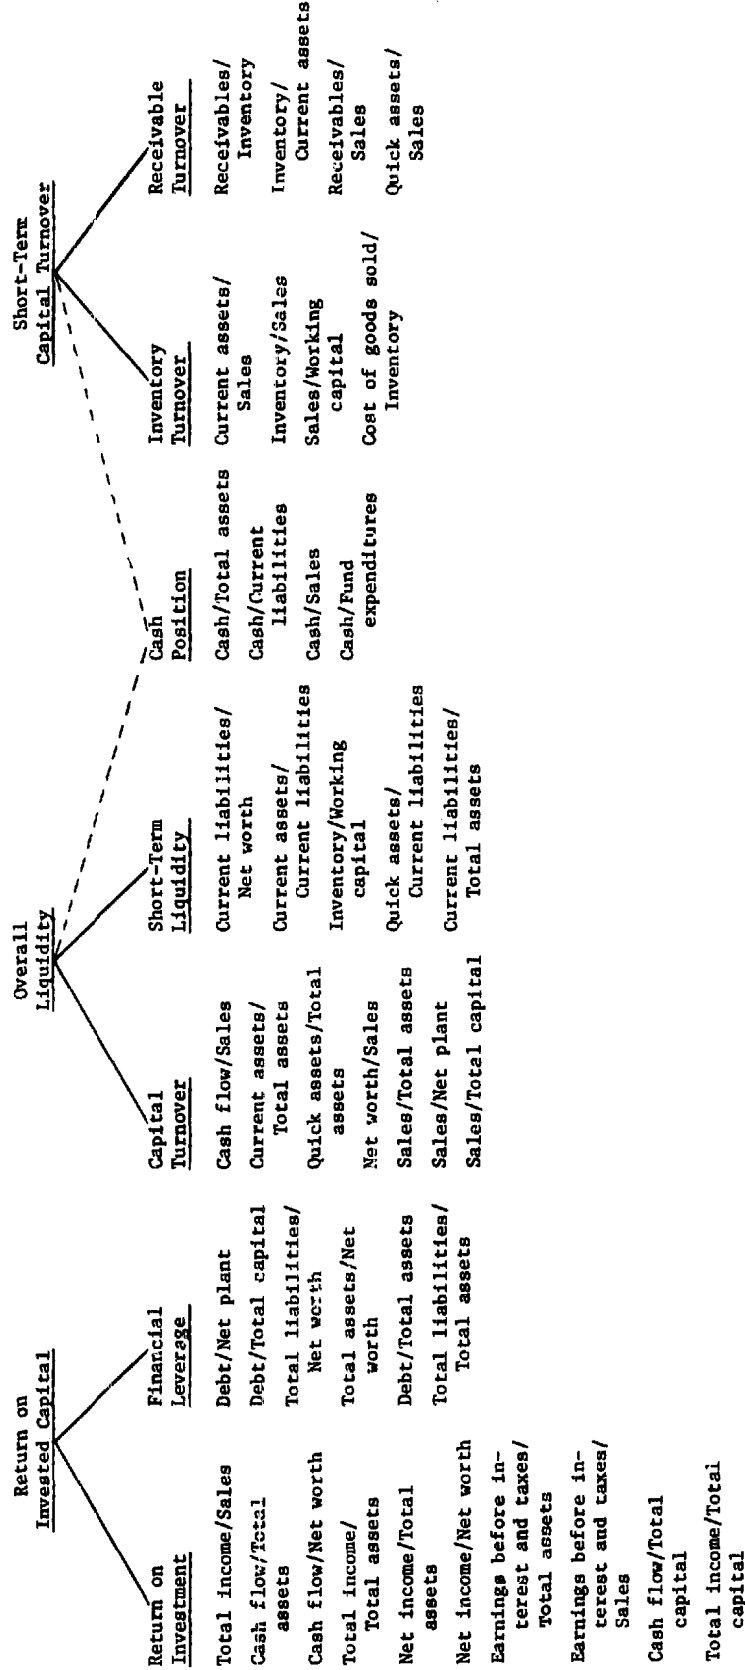 Return on
Invested Capital
Overall
Liquidity
Short-Term
Capital Turnover
Return on
Investment
Total income/Sales
Cash flow/Total
assets
Cash flow/Net worth
Total income/
Total assets
Net income/Total
assets
Net income/Net worth
Earnings before in-
terest and taxes/
Total assets
Earnings before in-
terest and taxes/
Sales
Cash flow/Total
capital
Total income/Total
capital
Financial
Leverage
Debt/Net plant
Debt/Total capital
Total liabilities/
Net worth
Total assets/Net
worth
Debt/Total assets
Total liabilities/
Total assets
Capital
Turnover
Cash flow/Sales
Current assets/
Total assets
Quick assets/Total
assets
Net worth/Sales
Sales/Total assets
Sales/Net plant
Sales/Total capital
Short-Term
Liquidity
Current liabilities/
Net worth
Current assets/
Current liabilities
Inventory/Working
capital
Quick assets/
Current liabilities
Current liabilities/
Total assets
Cash
Position
Cash/Total assets
Cash/Current
liabilities
Cash/Sales
Cash/Fund
expenditures
Inventory
Turnover
Current assets/
Sales
Inventory/Sales
Sales/Working
capital
Cost of goods sold/
Inventory
Receivable
Turnover
Receivables/
Inventory
Inventory/
Current assets
Receivables/
Sales
Quick assets/
Sales